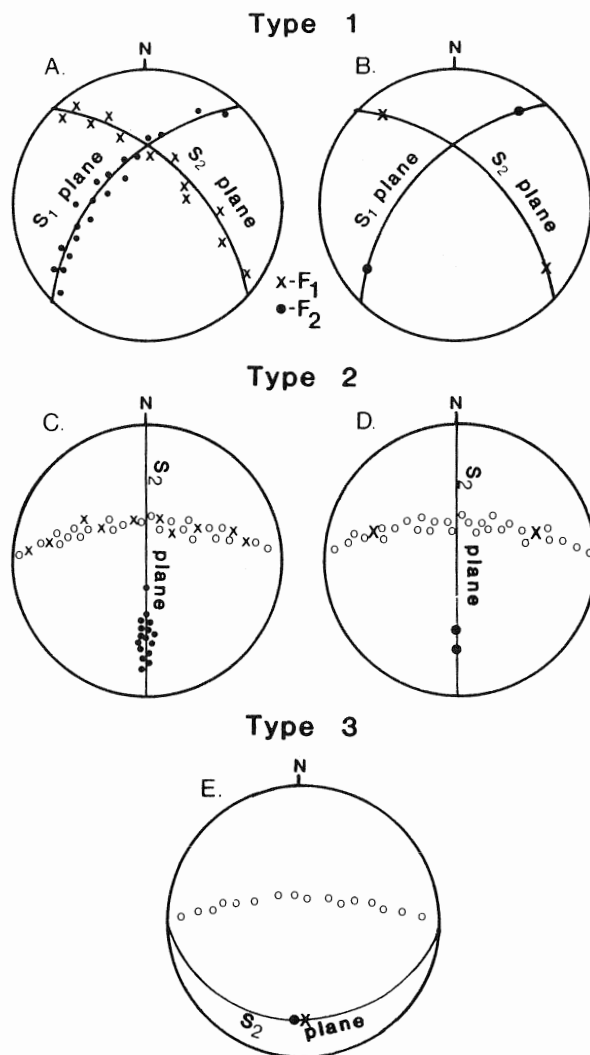 Type 1
A.
N
S1 plane
S2 plane
B.
N
S1 plane
S2 plane
x-F1
●-F2
Type 2
C.
N
S2 plane
D.
N
S2 plane
Type 3
E.
N
S2 plane